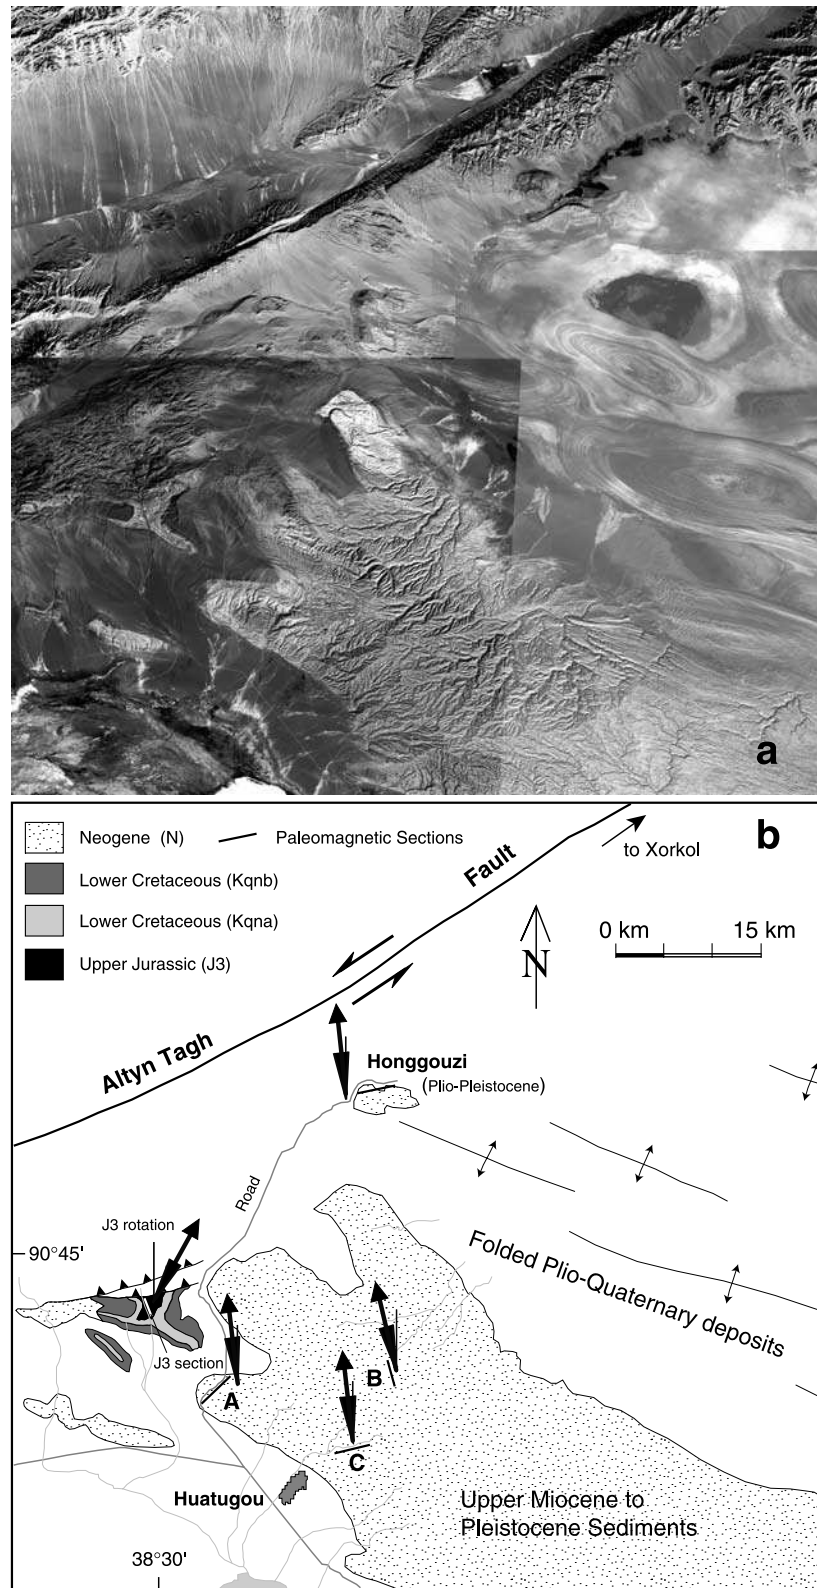 a
b
Neogene (N)
Paleomagnetic Sections
Lower Cretaceous (Kqnb)
Lower Cretaceous (Kqna)
Upper Jurassic (J3)
to Xorkol
Fault
0 km
15 km
N
Altyn Tagh
Honggouzi
(Plio-Pleistocene)
Road
J3 rotation
90°45'
Folded Plio-Quaternary deposits
J3 section
A
B
C
Huatugou
Upper Miocene to
Pleistocene Sediments
38°30'